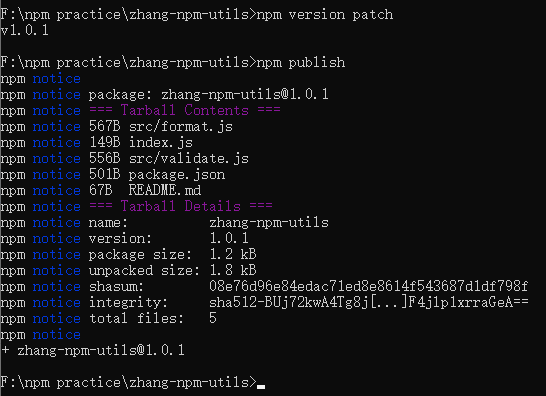 F:\npm practice\zhang-npm-utils>npm version patch
v1.0.1
F:\npm practice\zhang-npm-utils>npm publish
npm notice
npm notice package: zhang-npm-utils@1.0.1
npm notice === Tarball Contents ===
npm notice 567B src/format.js
npm notice 149B index.js
npm notice 556B src/validate.js
npm notice 501B package.json
npm notice 67B  README.md
npm notice === Tarball Details ===
npm notice name:          zhang-npm-utils
npm notice version:       1.0.1
npm notice package size:  1.2 kB
npm notice unpacked size: 1.8 kB
npm notice shasum:        08e76d96e84edac71ed8e8614f543687d1df798f
npm notice integrity:     sha512-BUj72kwA4Tg8j[...]F4jlp1xrraGeA==
npm notice total files:   5
npm notice
+ zhang-npm-utils@1.0.1
F:\npm practice\zhang-npm-utils>